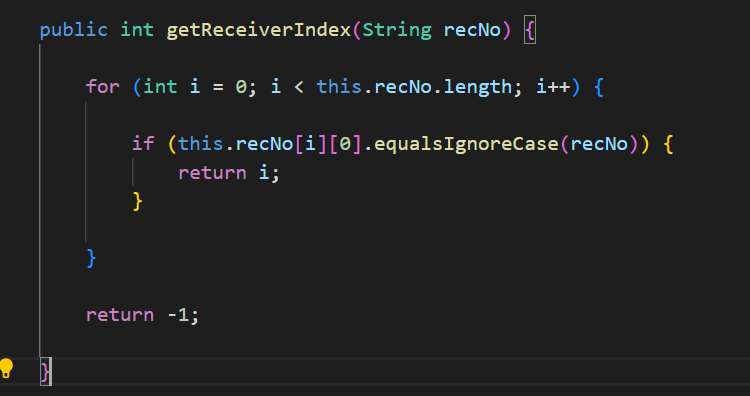 public int getReceiverIndex(String recNo) {
for (int i = 0; i < this.recNo.length; i++) {
if (this.recNo[i][0].equalsIgnoreCase(recNo)) {
return i;
}
}
return -1;
}